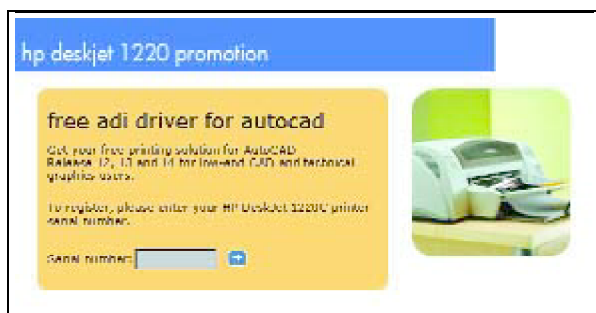 hp deskjet 1220 promotion
free adi driver for autocad
Get your free printing solution for AutoCAD
Release 12, 13 and 14 for low-end CAD and technical
graphics users.
To register, please enter your HP DeskJet 1220C printer
serial number.
Serial number: